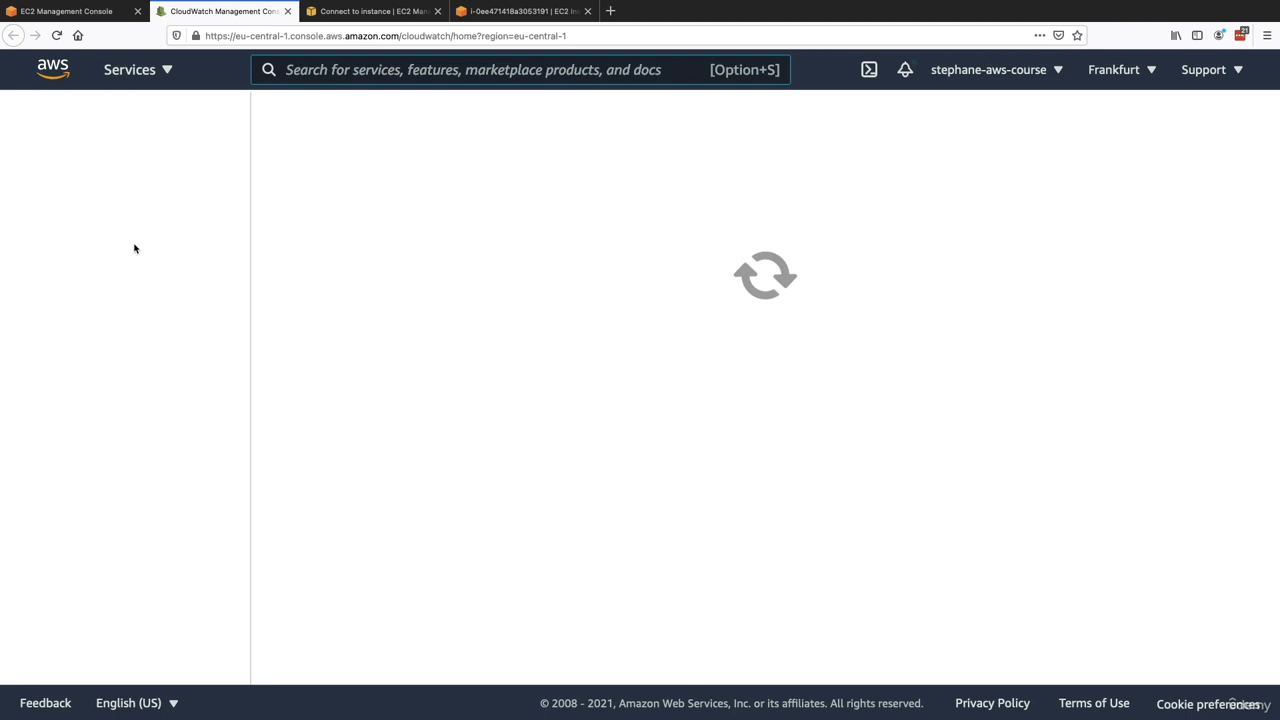 EC2 Management Console
CloudWatch Management Con
Connect to instance | EC2 Man
i-0ee471418a3053191 | EC2 In
https://eu-central-1.console.aws.amazon.com/cloudwatch/home?region=eu-central-1
21
aws
Services
Search for services, features, marketplace products, and docs
[Option+S]
stephane-aws-course
Frankfurt
Support
Feedback
English (US)
© 2008 - 2021, Amazon Web Services, Inc. or its affiliates. All rights reserved.
Privacy Policy
Terms of Use
Cookie preferences
Udemy